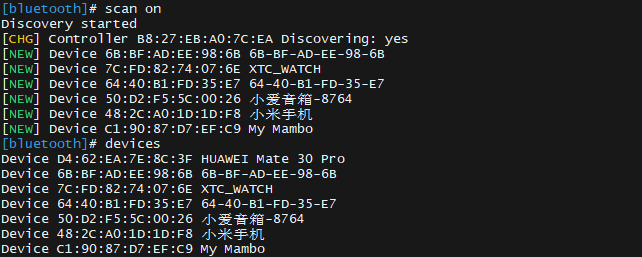 [bluetooth]# scan on
Discovery started
[CHG] Controller B8:27:EB:A0:7C:EA Discovering: yes
[NEW] Device 6B:BF:AD:EE:98:6B 6B-BF-AD-EE-98-6B
[NEW] Device 7C:FD:82:74:07:6E XTC_WATCH
[NEW] Device 64:40:B1:FD:35:E7 64-40-B1-FD-35-E7
[NEW] Device 50:D2:F5:5C:00:26 小爱音箱-8764
[NEW] Device 48:2C:A0:1D:1D:F8 小米手机
[NEW] Device C1:90:87:D7:EF:C9 My Mambo
[bluetooth]# devices
Device D4:62:EA:7E:8C:3F HUAWEI Mate 30 Pro
Device 6B:BF:AD:EE:98:6B 6B-BF-AD-EE-98-6B
Device 7C:FD:82:74:07:6E XTC_WATCH
Device 64:40:B1:FD:35:E7 64-40-B1-FD-35-E7
Device 50:D2:F5:5C:00:26 小爱音箱-8764
Device 48:2C:A0:1D:1D:F8 小米手机
Device C1:90:87:D7:EF:C9 My Mambo